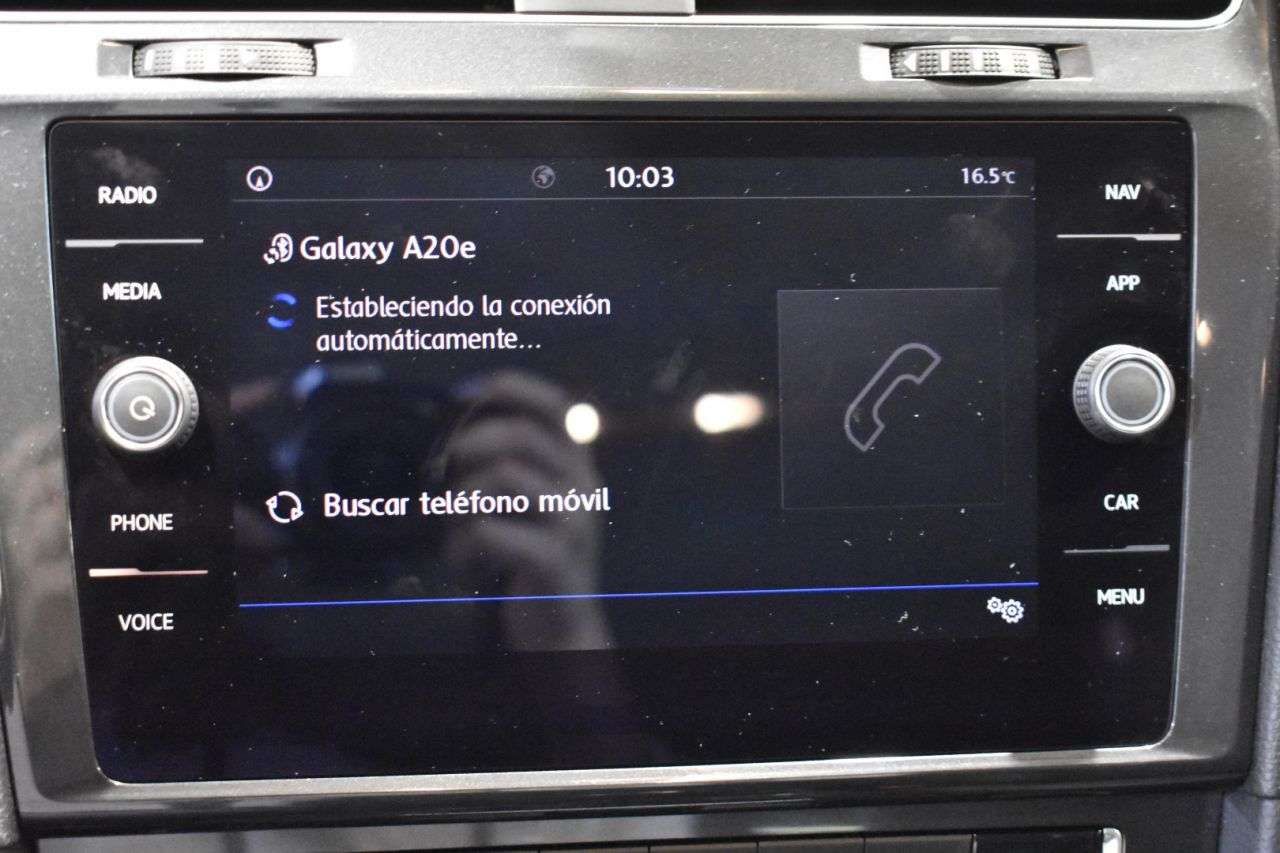 10:03
16.5°C
RADIO
MEDIA
PHONE
VOICE
Galaxy A20e
Estableciendo la conexión
automáticamente...
Buscar teléfono móvil
NAV
APP
CAR
MENU